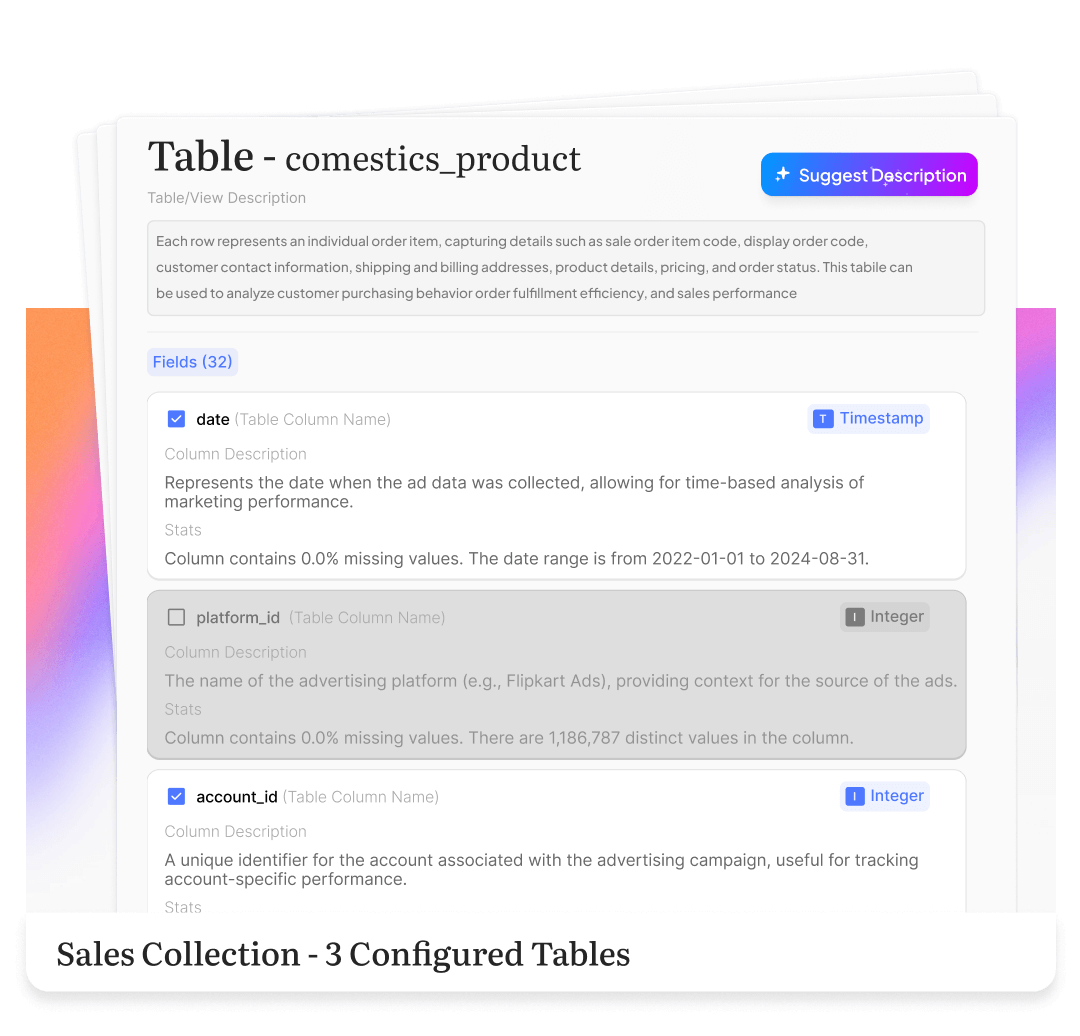 Table - comestics_product
Suggest Description
Table/View Description
Each row represents an individual order item, capturing details such as sale order item code, display order code,
customer contact information, shipping and billing addresses, product details, pricing, and order status. This tabile can
be used to analyze customer purchasing behavior order fulfillment efficiency, and sales performance
Fields (32)
date (Table Column Name)
T Timestamp
Column Description
Represents the date when the ad data was collected, allowing for time-based analysis of
marketing performance.
Stats
Column contains 0.0% missing values. The date range is from 2022-01-01 to 2024-08-31.
platform_id (Table Column Name)
I Integer
Column Description
The name of the advertising platform (e.g., Flipkart Ads), providing context for the source of the ads.
Stats
Column contains 0.0% missing values. There are 1,186,787 distinct values in the column.
account_id (Table Column Name)
I Integer
Column Description
A unique identifier for the account associated with the advertising campaign, useful for tracking
account-specific performance.
Stats
Sales Collection - 3 Configured Tables